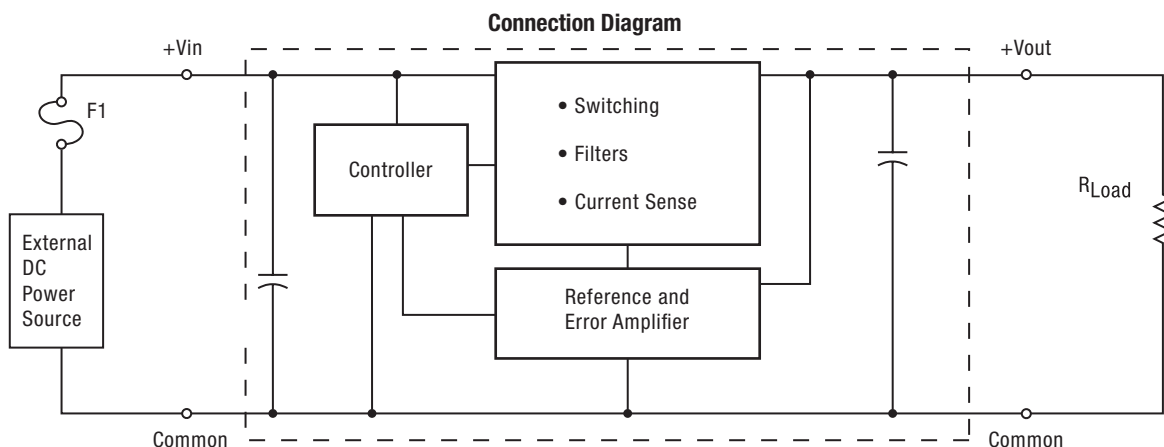 Connection Diagram
+Vin
+Vout
F1
• Switching
• Filters
• Current Sense
Controller
RLoad
External
DC
Power
Source
Reference and
Error Amplifier
Common
Common